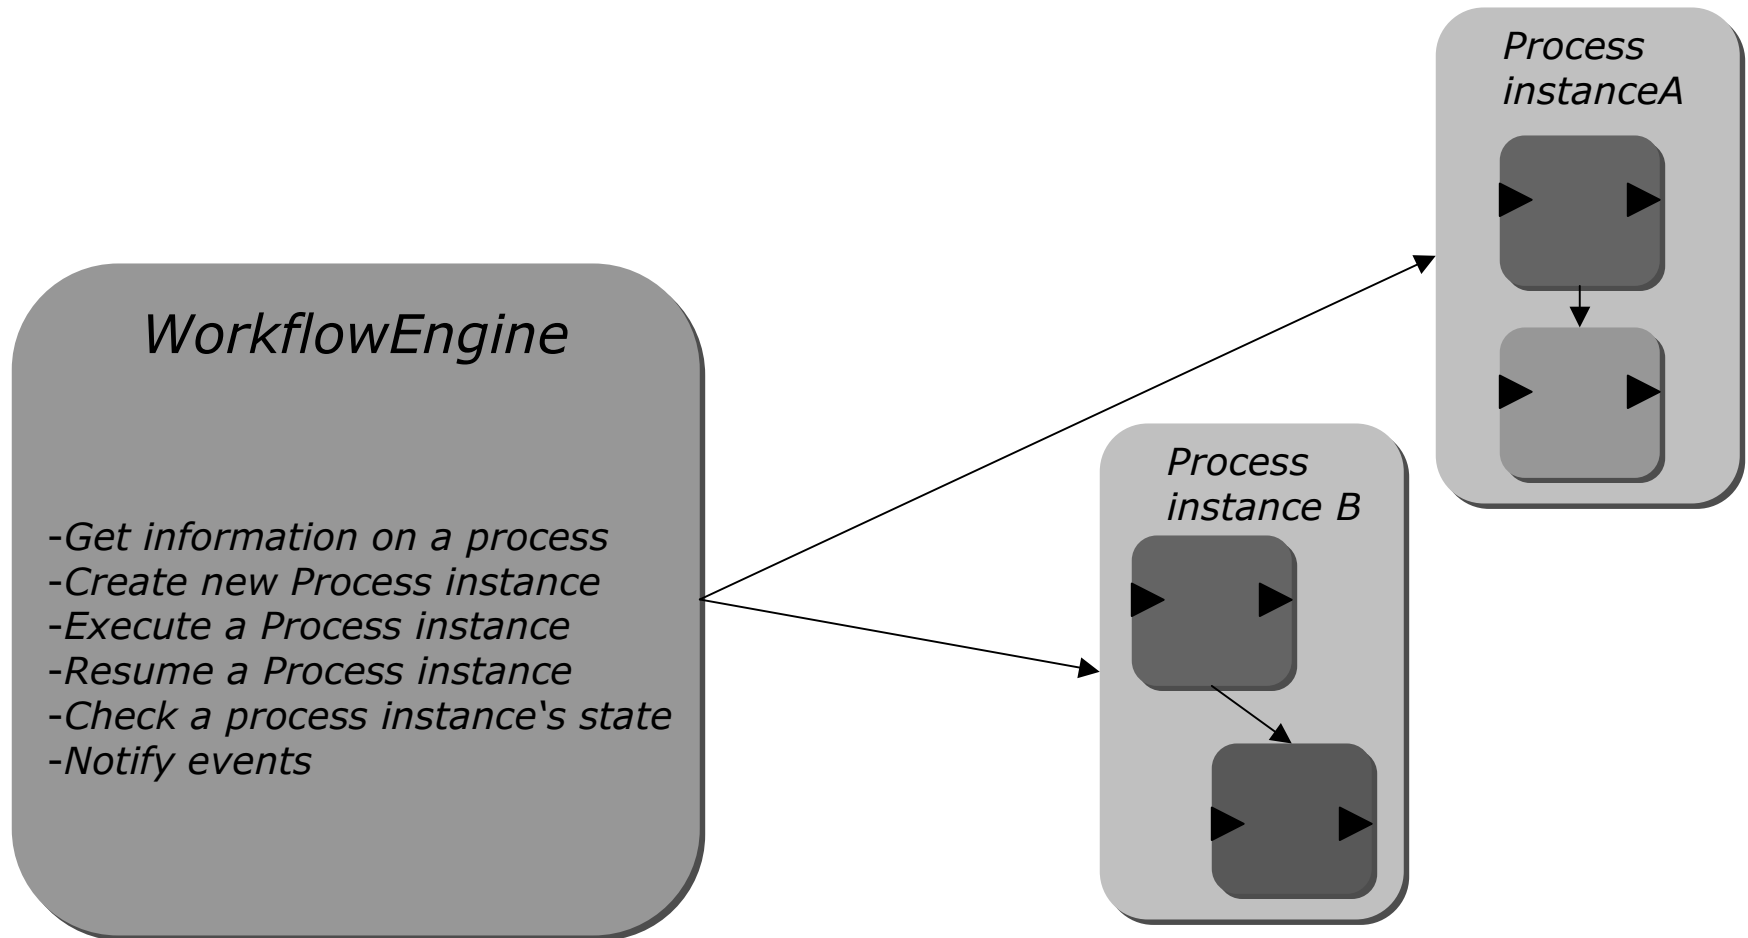 Process
instanceA
WorkflowEngine
Process
instance B
-Get information on a process
-Create new Process instance
-Execute a Process instance
-Resume a Process instance
-Check a process instance‘s state
-Notify events